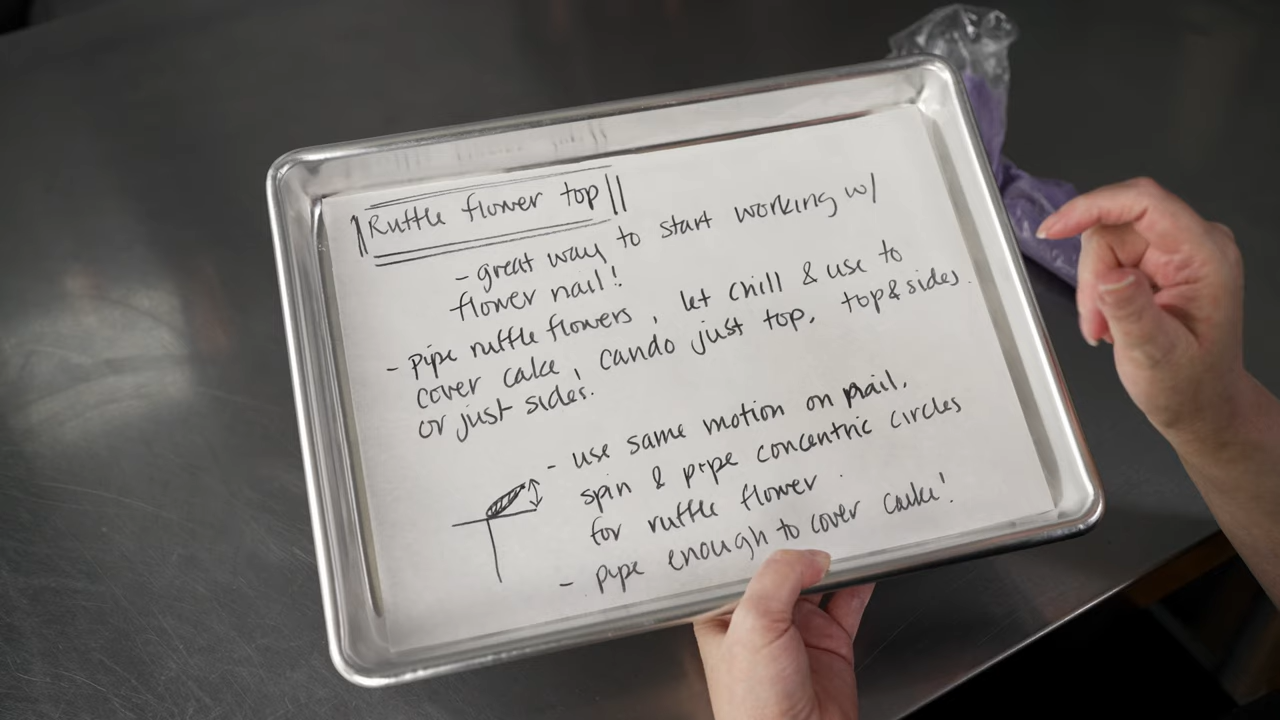 Ruffle flower top
- great way to start working w/
flower nail!
- pipe ruffle flowers, let chill & use to
cover cake, can do just top, top & sides
or just sides.
- use same motion on nail,
spin & pipe concentric circles
for ruffle flower.
- pipe enough to cover cake!